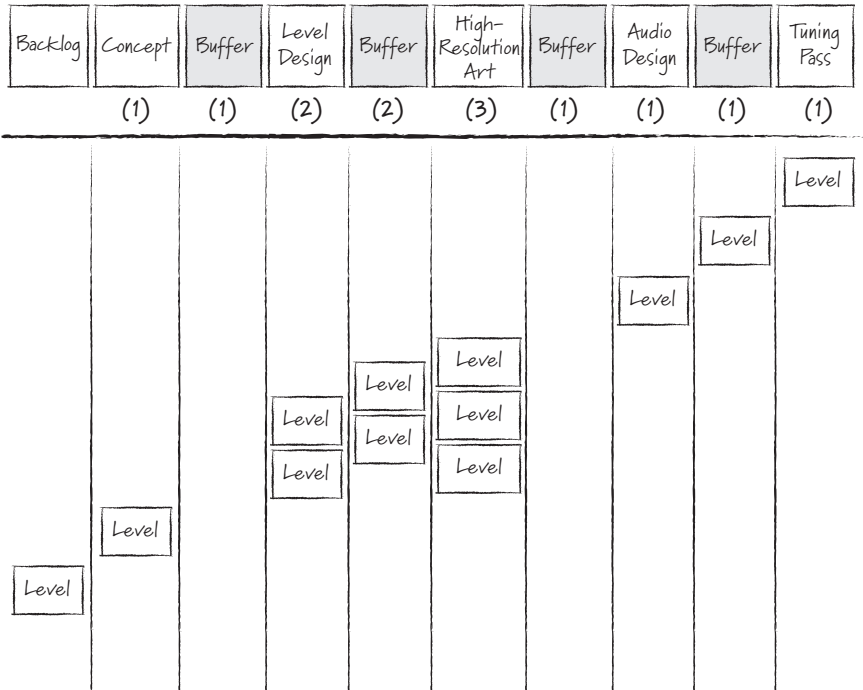 Backlog
Concept
Buffer
Level
Design
Buffer
High-
Resolution
Art
Buffer
Audio
Design
Buffer
Tuning
Pass
(1) (1) (2) (2) (3) (1) (1) (1) (1)
Level
Level
Level
Level
Level
Level
Level
Level
Level
Level
Level
Level